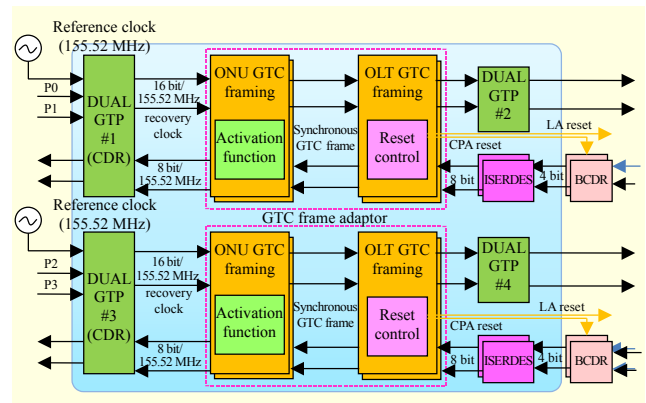 Reference clock
(155.52 MHz)
P0
P1
DUAL
GTP
#1
(CDR)
16 bit/
155.52 MHz
recovery
clock
8 bit/
155.52 MHz
ONU GTC
framing
Activation
function
Synchronous
GTC frame
OLT GTC
framing
Reset
control
DUAL
GTP
#2
LA reset
CPA reset
8 bit
ISERDES
4 bit
BCDR
GTC frame adaptor
Reference clock
(155.52 MHz)
P2
P3
DUAL
GTP
#3
(CDR)
16 bit/
155.52 MHz
recovery
clock
8 bit/
155.52 MHz
ONU GTC
framing
Activation
function
Synchronous
GTC frame
OLT GTC
framing
Reset
control
DUAL
GTP
#4
LA reset
CPA reset
8 bit
ISERDES
4 bit
BCDR